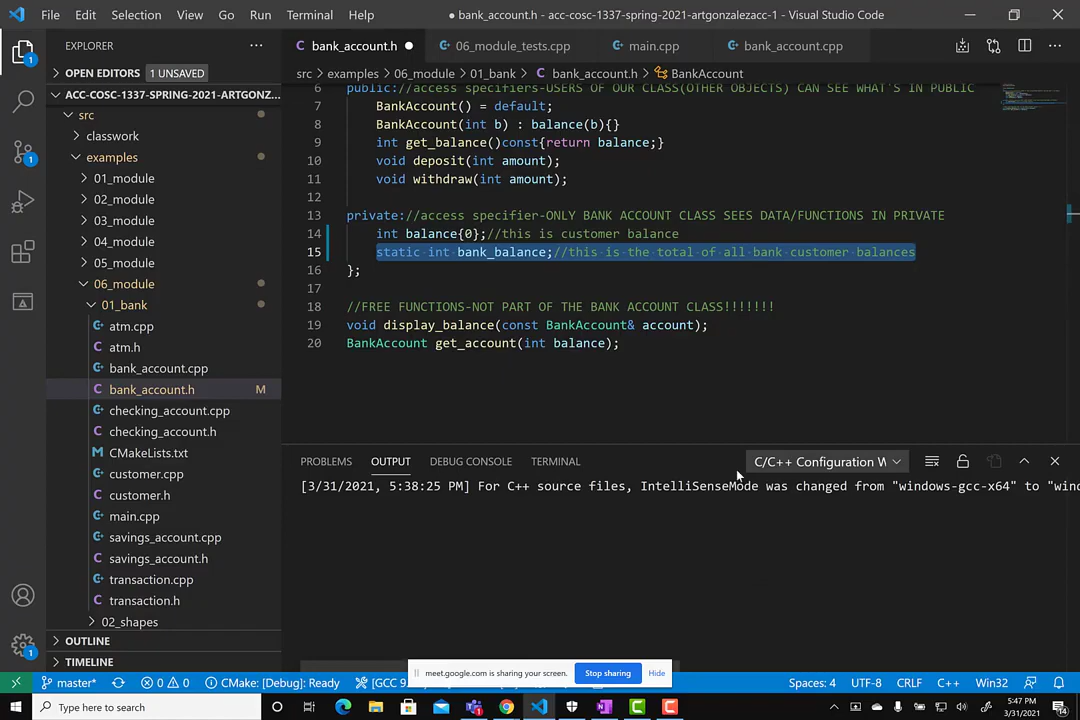 File Edit Selection View Go Run Terminal Help
● bank_account.h - acc-cosc-1337-spring-2021-artgonzalezacc-1 - Visual Studio Code
EXPLORER
OPEN EDITORS 1 UNSAVED
ACC-COSC-1337-SPRING-2021-ARTGONZ...
src
classwork
examples
01_module
02_module
03_module
04_module
05_module
06_module
01_bank
atm.cpp
atm.h
bank_account.cpp
bank_account.h M
checking_account.cpp
checking_account.h
CMakeLists.txt
customer.cpp
customer.h
main.cpp
savings_account.cpp
savings_account.h
transaction.cpp
transaction.h
02_shapes
OUTLINE
TIMELINE
bank_account.h ● 06_module_tests.cpp main.cpp bank_account.cpp
src > examples > 06_module > 01_bank > C bank_account.h > BankAccount
6 public://access specifiers-USERS OF OUR CLASS(OTHER OBJECTS) CAN SEE WHAT'S IN PUBLIC
7 BankAccount() = default;
8 BankAccount(int b) : balance(b){}
9 int get_balance()const{return balance;}
10 void deposit(int amount);
11 void withdraw(int amount);
12
13 private://access specifier-ONLY BANK ACCOUNT CLASS SEES DATA/FUNCTIONS IN PRIVATE
14 int balance{0};//this is customer balance
15 static int bank_balance;//this is the total of all bank customer balances
16 };
17
18 //FREE FUNCTIONS-NOT PART OF THE BANK ACCOUNT CLASS!!!!!!!
19 void display_balance(const BankAccount& account);
20 BankAccount get_account(int balance);
PROBLEMS OUTPUT DEBUG CONSOLE TERMINAL C/C++ Configuration W
[3/31/2021, 5:38:25 PM] For C++ source files, IntelliSenseMode was changed from "windows-gcc-x64" to "wind
meet.google.com is sharing your screen. Stop sharing Hide
master* 0 0 CMake: [Debug]: Ready [GCC 9 Spaces: 4 UTF-8 CRLF C++ Win32
Type here to search
5:47 PM
3/31/2021
14